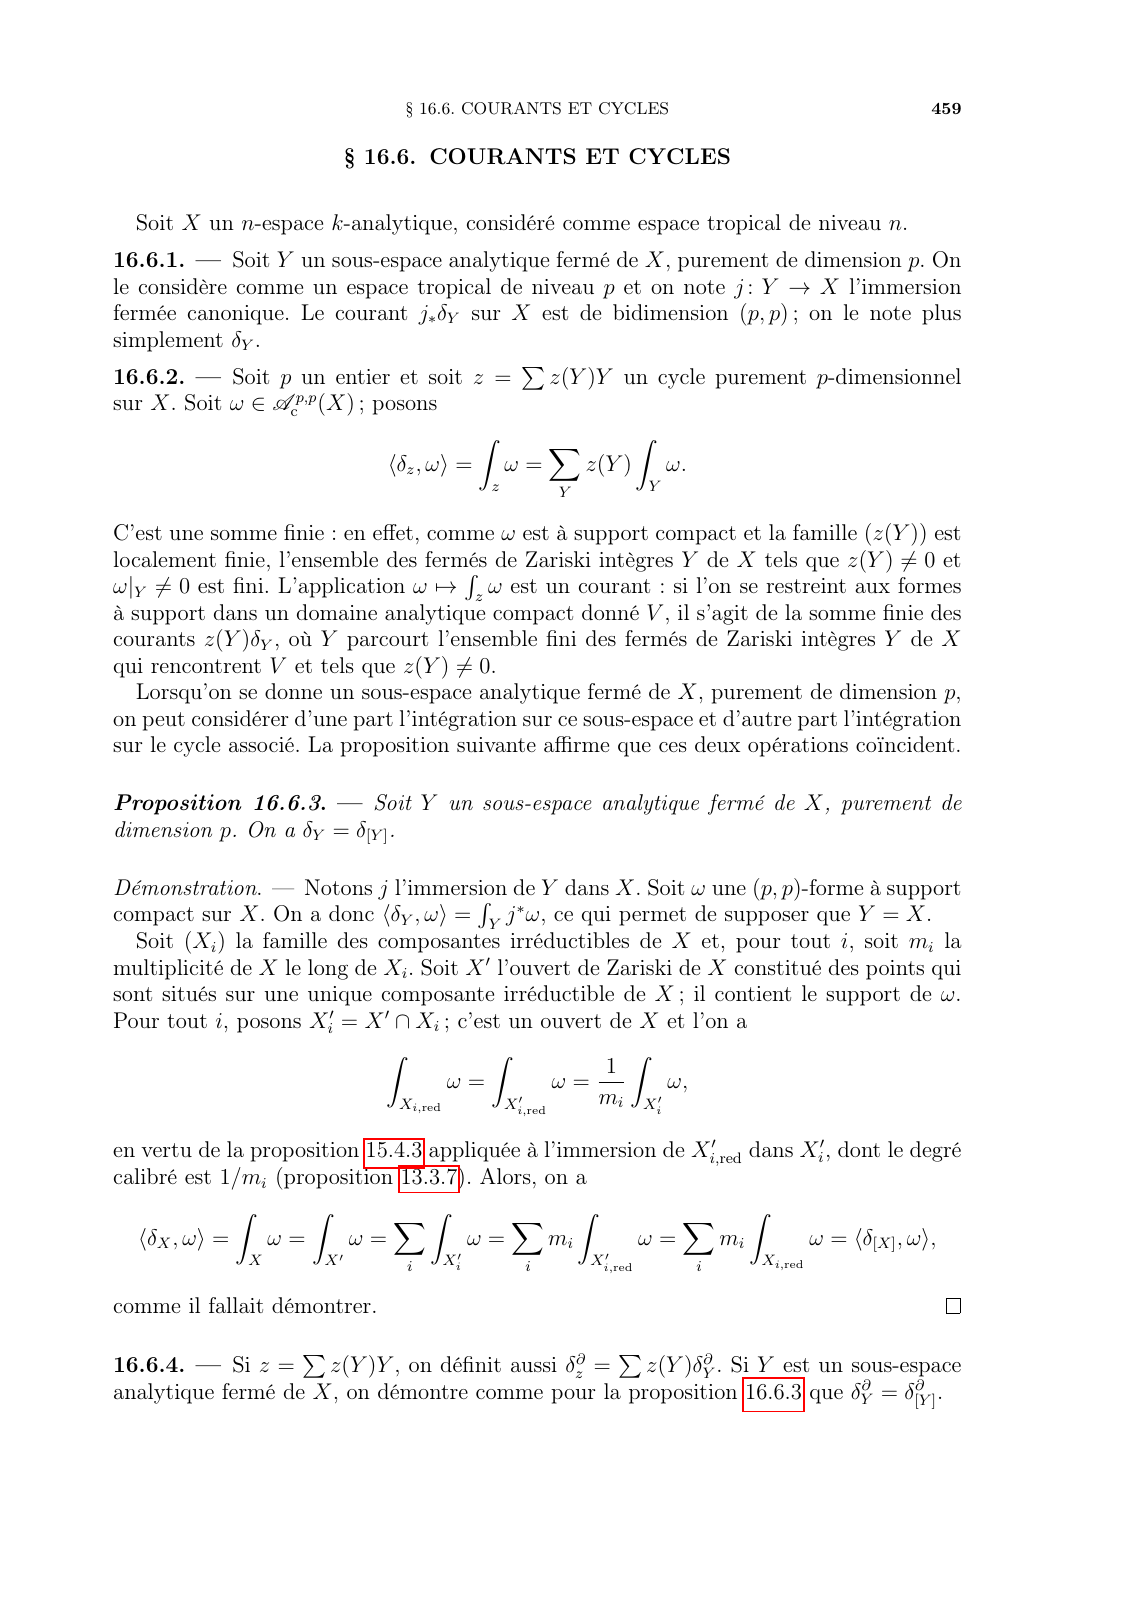 § 16.6. COURANTS ET CYCLES 459
§ 16.6. COURANTS ET CYCLES
Soit X un n-espace k-analytique, considéré comme espace tropical de niveau n.
16.6.1. — Soit Y un sous-espace analytique fermé de X, purement de dimension p. On
le considère comme un espace tropical de niveau p et on note j : Y → X l'immersion
fermée canonique. Le courant j_*δ_Y sur X est de bidimension (p, p) ; on le note plus
simplement δ_Y.
16.6.2. — Soit p un entier et soit z = ∑ z(Y)Y un cycle purement p-dimensionnel
sur X. Soit ω ∈ 𝒜_c^{p,p}(X) ; posons
⟨δ_z, ω⟩ = ∫_z ω = ∑_Y z(Y) ∫_Y ω.
C'est une somme finie : en effet, comme ω est à support compact et la famille (z(Y)) est
localement finie, l'ensemble des fermés de Zariski intègres Y de X tels que z(Y) ≠ 0 et
ω|_Y ≠ 0 est fini. L'application ω ↦ ∫_z ω est un courant : si l'on se restreint aux formes
à support dans un domaine analytique compact donné V, il s'agit de la somme finie des
courants z(Y)δ_Y, où Y parcourt l'ensemble fini des fermés de Zariski intègres Y de X
qui rencontrent V et tels que z(Y) ≠ 0.
Lorsqu'on se donne un sous-espace analytique fermé de X, purement de dimension p,
on peut considérer d'une part l'intégration sur ce sous-espace et d'autre part l'intégration
sur le cycle associé. La proposition suivante affirme que ces deux opérations coïncident.
Proposition 16.6.3. — Soit Y un sous-espace analytique fermé de X, purement de
dimension p. On a δ_Y = δ_{[Y]}.
Démonstration. — Notons j l'immersion de Y dans X. Soit ω une (p, p)-forme à support
compact sur X. On a donc ⟨δ_Y, ω⟩ = ∫_Y j^*ω, ce qui permet de supposer que Y = X.
Soit (X_i) la famille des composantes irréductibles de X et, pour tout i, soit m_i la
multiplicité de X le long de X_i. Soit X′ l'ouvert de Zariski de X constitué des points qui
sont situés sur une unique composante irréductible de X ; il contient le support de ω.
Pour tout i, posons X′_i = X′ ∩ X_i ; c'est un ouvert de X et l'on a
∫_{X_{i,red}} ω = ∫_{X′_{i,red}} ω = \frac{1}{m_i} ∫_{X′_i} ω,
en vertu de la proposition 15.4.3 appliquée à l'immersion de X′_{i,red} dans X′_i, dont le degré
calibré est 1/m_i (proposition 13.3.7). Alors, on a
⟨δ_X, ω⟩ = ∫_X ω = ∫_{X′} ω = ∑_i ∫_{X′_i} ω = ∑_i m_i ∫_{X′_{i,red}} ω = ∑_i m_i ∫_{X_{i,red}} ω = ⟨δ_{[X]}, ω⟩,
comme il fallait démontrer. □
16.6.4. — Si z = ∑ z(Y)Y, on définit aussi δ_z^∂ = ∑ z(Y)δ_Y^∂. Si Y est un sous-espace
analytique fermé de X, on démontre comme pour la proposition 16.6.3 que δ_Y^∂ = δ_{[Y]}^∂.